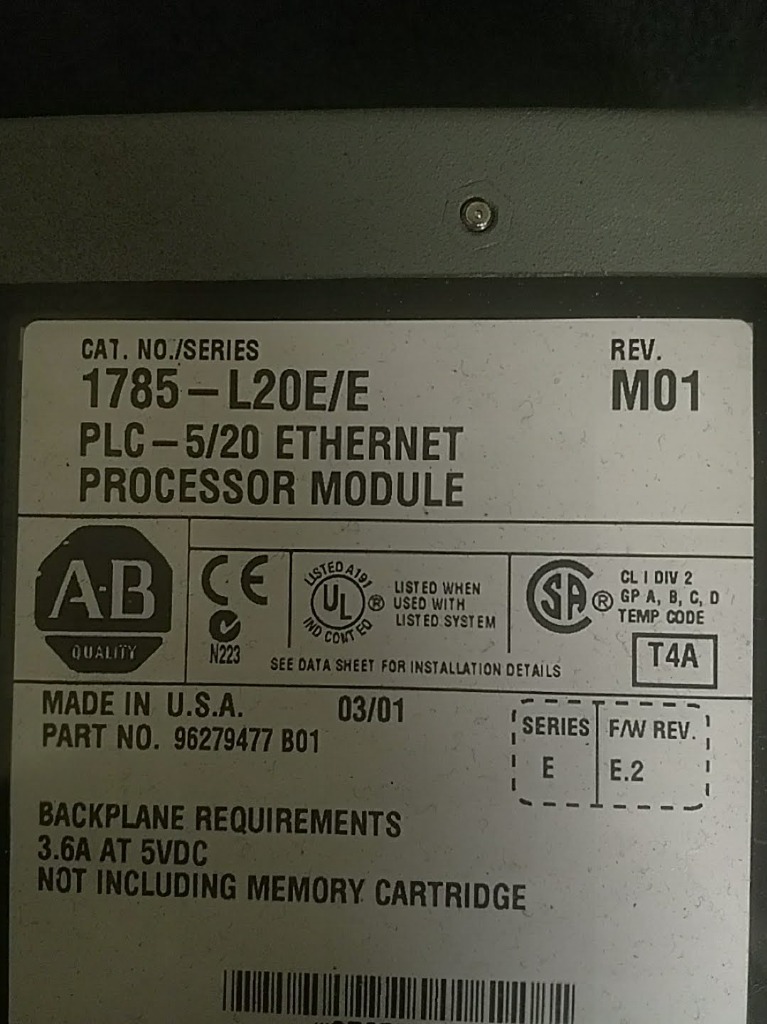 CAT. NO./SERIES
REV.
1785-L20E/E
M01
PLC-5/20 ETHERNET
PROCESSOR MODULE
A-B
QUALITY
CE
N223
LISTED A191
UL ®
IND CONT EQ
LISTED WHEN
USED WITH
LISTED SYSTEM
SA ®
CL I DIV 2
GP A, B, C, D
TEMP CODE
T4A
SEE DATA SHEET FOR INSTALLATION DETAILS
MADE IN U.S.A. 03/01
PART NO. 96279477 B01
SERIES F/W REV.
E E.2
BACKPLANE REQUIREMENTS
3.6A AT 5VDC
NOT INCLUDING MEMORY CARTRIDGE